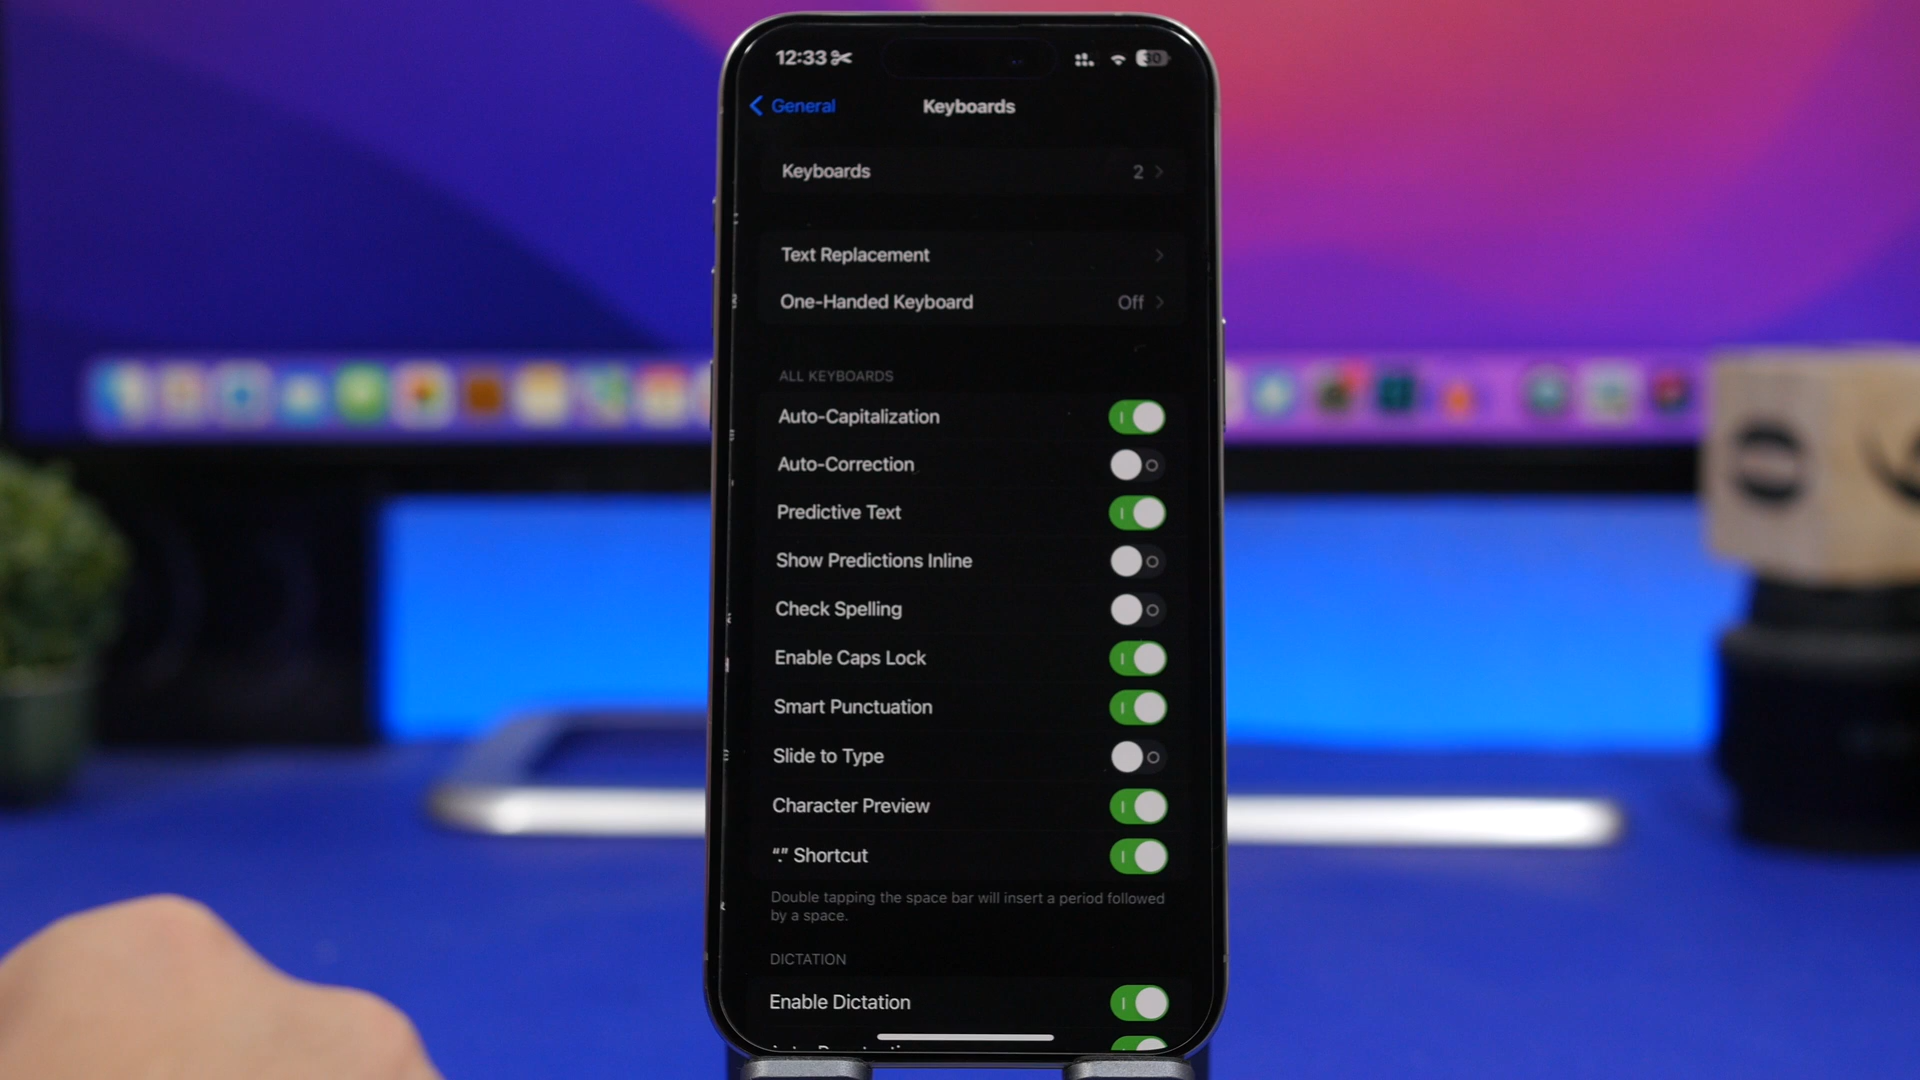 12:33
30
General
Keyboards
Keyboards 2
Text Replacement
One-Handed Keyboard Off
ALL KEYBOARDS
Auto-Capitalization
Auto-Correction
Predictive Text
Show Predictions Inline
Check Spelling
Enable Caps Lock
Smart Punctuation
Slide to Type
Character Preview
“.” Shortcut
Double tapping the space bar will insert a period followed
by a space.
DICTATION
Enable Dictation